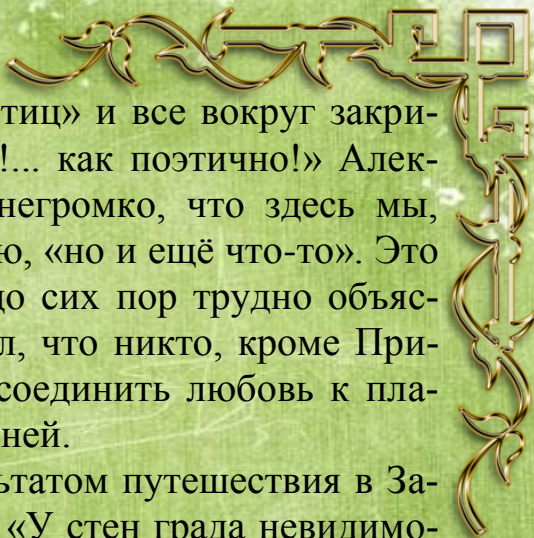 тиц» и все вокруг закри-
!... как поэтично!» Алек-
негромко, что здесь мы,
ю, «но и ещё что-то». Это
до сих пор трудно объяс-
л, что никто, кроме При-
соединить любовь к пла-
ней.
ьтатом путешествия в За-
«У стен града невидимо-